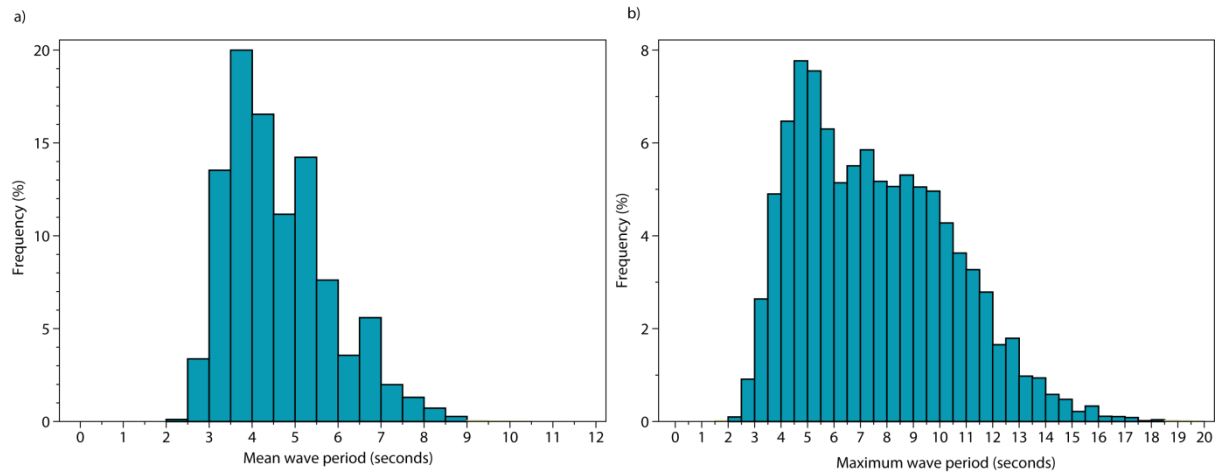 a)
20
15
10
5
0
Frequency (%)
0 1 2 3 4 5 6 7 8 9 10 11 12
Mean wave period (seconds)
b)
8
6
4
2
0
Frequency (%)
0 1 2 3 4 5 6 7 8 9 10 11 12 13 14 15 16 17 18 19 20
Maximum wave period (seconds)